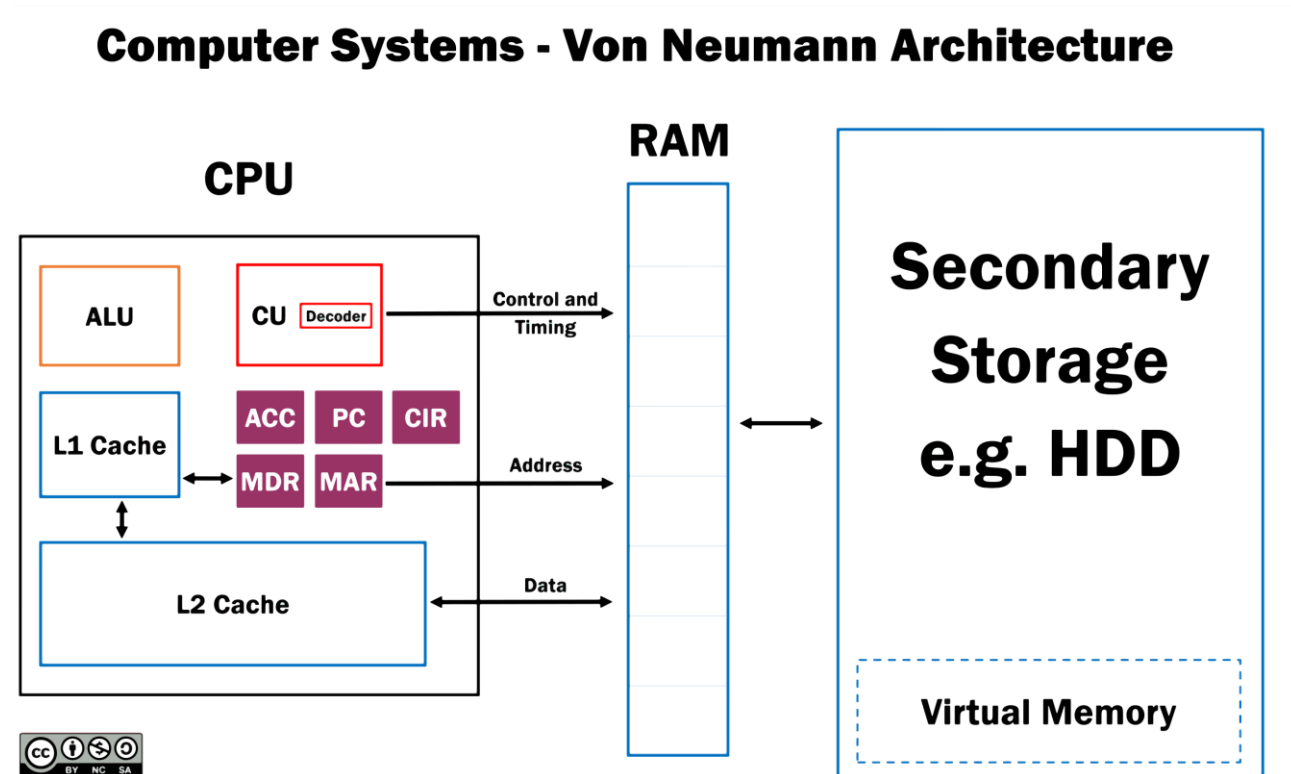 Computer Systems - Von Neumann Architecture
CPU
RAM
ALU
CU
Decoder
Control and
Timing
L1 Cache
ACC
PC
CIR
MDR
MAR
Address
L2 Cache
Data
Secondary
Storage
e.g. HDD
Virtual Memory
cc
BY NC SA